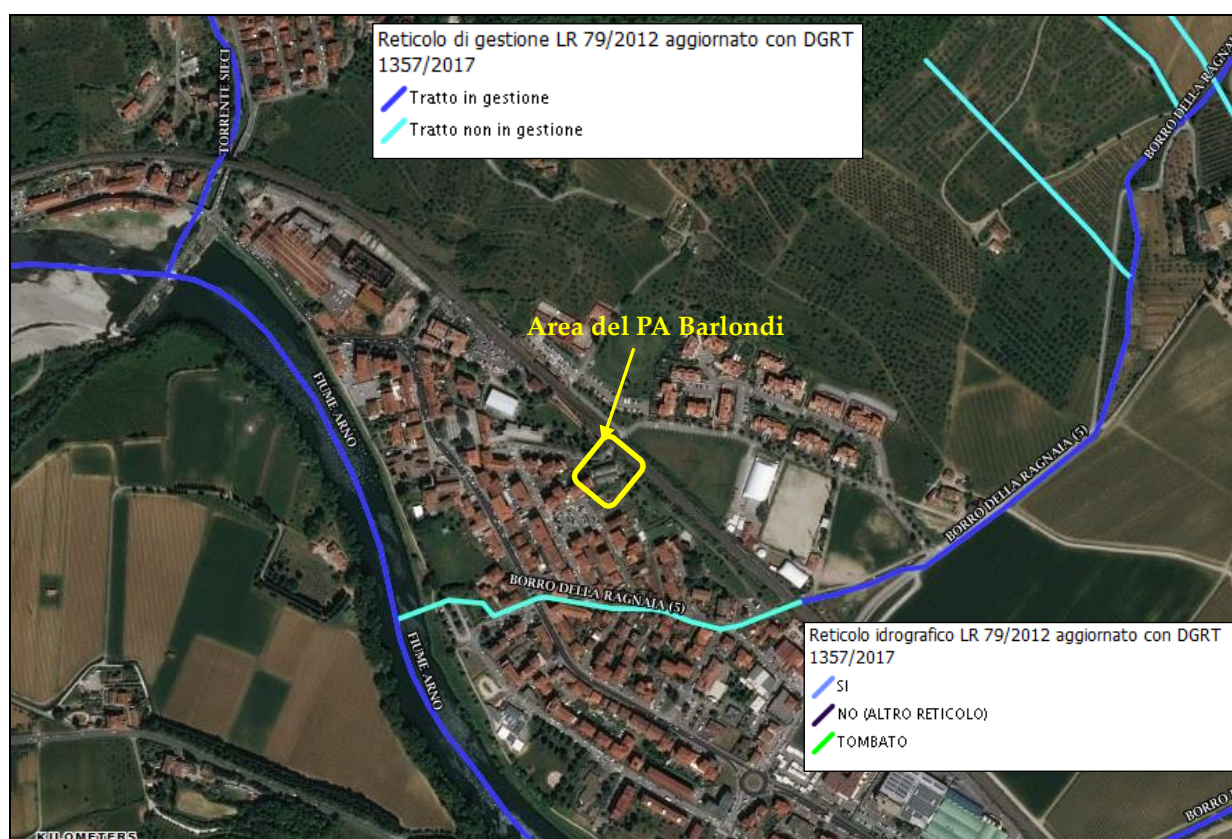 Reticolo di gestione LR 79/2012 aggiornato con DGRT
1357/2017
Tratto in gestione
Tratto non in gestione
TORRENTE SIECI
BORRO DELLA RAGNAIA
Area del PA Barlondi
FIUME ARNO
BORRO DELLA RAGNAIA (5)
BORRO DELLA RAGNAIA (5)
FIUME ARNO
Reticolo idrografico LR 79/2012 aggiornato con DGRT
1357/2017
SI
NO (ALTRO RETICOLO)
TOMBATO
BORRO
KILOMETERS